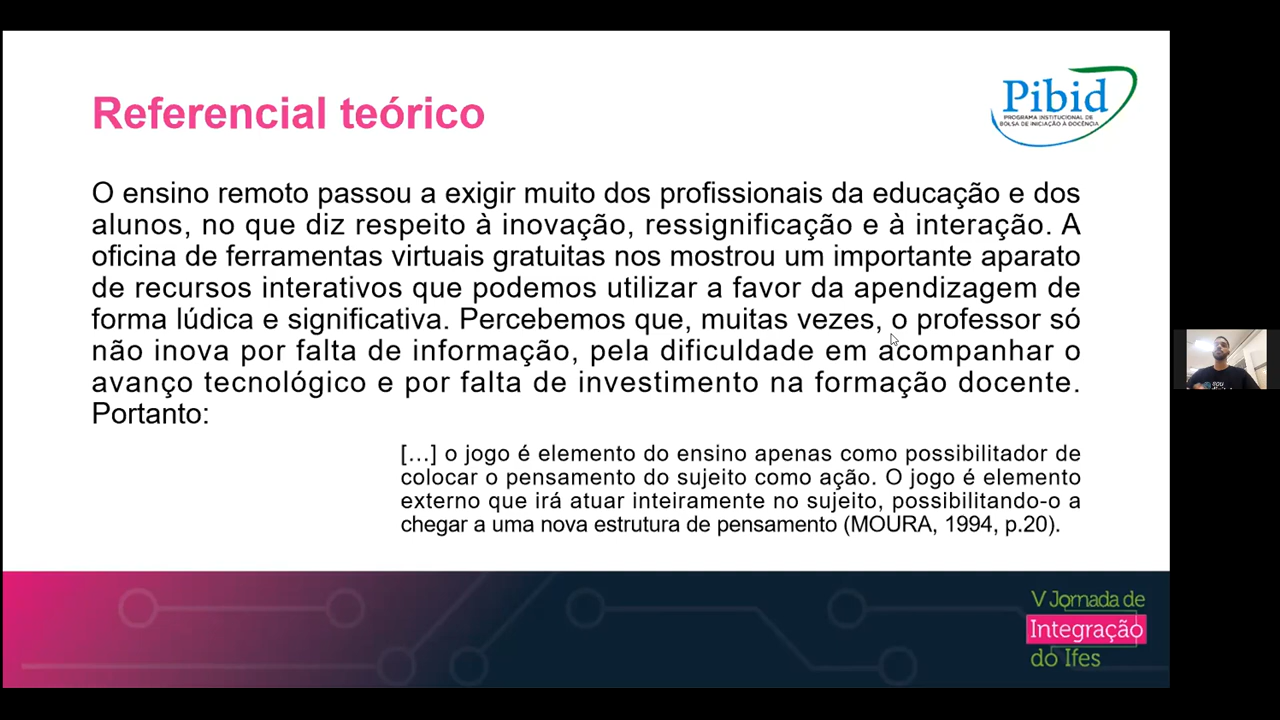 Referencial teórico
Pibid
PROGRAMA INSTITUCIONAL DE
BOLSA DE INICIAÇÃO À DOCÊNCIA
O ensino remoto passou a exigir muito dos profissionais da educação e dos
alunos, no que diz respeito à inovação, ressignificação e à interação. A
oficina de ferramentas virtuais gratuitas nos mostrou um importante aparato
de recursos interativos que podemos utilizar a favor da apendizagem de
forma lúdica e significativa. Percebemos que, muitas vezes, o professor só
não inova por falta de informação, pela dificuldade em acompanhar o
avanço tecnológico e por falta de investimento na formação docente.
Portanto:
[...] o jogo é elemento do ensino apenas como possibilitador de
colocar o pensamento do sujeito como ação. O jogo é elemento
externo que irá atuar inteiramente no sujeito, possibilitando-o a
chegar a uma nova estrutura de pensamento (MOURA, 1994, p.20).
V Jornada de
Integração
do Ifes